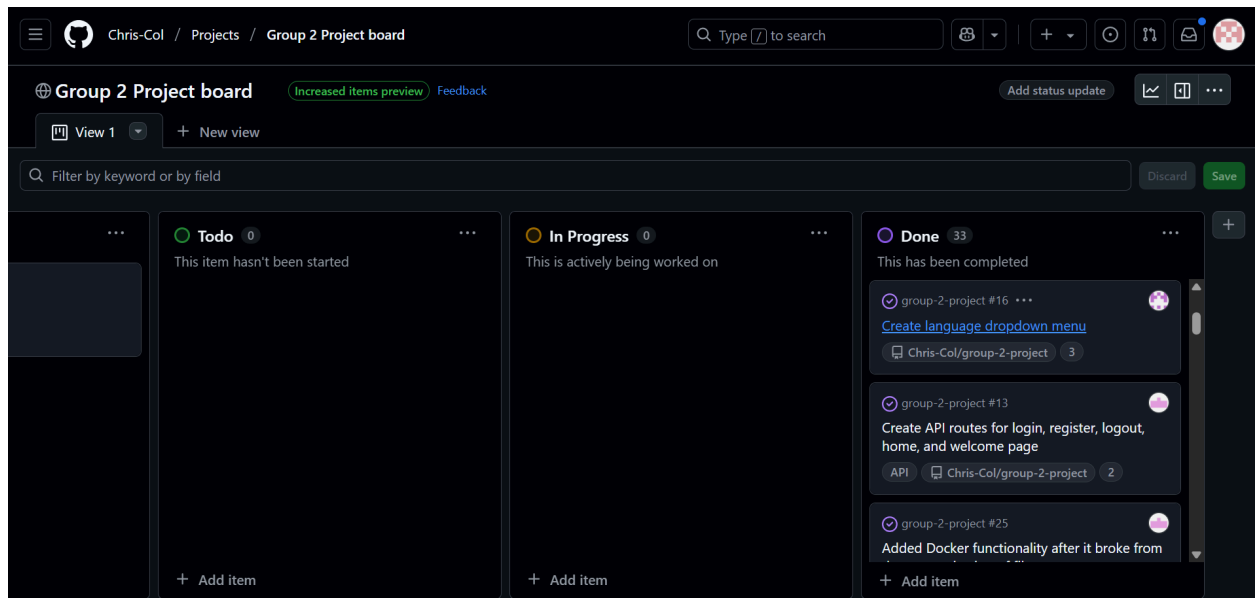 Chris-Col / Projects / Group 2 Project board
Type / to search
Group 2 Project board
Increased items preview
Feedback
Add status update
View 1
New view
Filter by keyword or by field
Discard
Save
Todo 0
This item hasn't been started
Add item
In Progress 0
This is actively being worked on
Add item
Done 33
This has been completed
group-2-project #16
Create language dropdown menu
Chris-Col/group-2-project 3
group-2-project #13
Create API routes for login, register, logout,
home, and welcome page
API Chris-Col/group-2-project 2
group-2-project #25
Added Docker functionality after it broke from
Add item